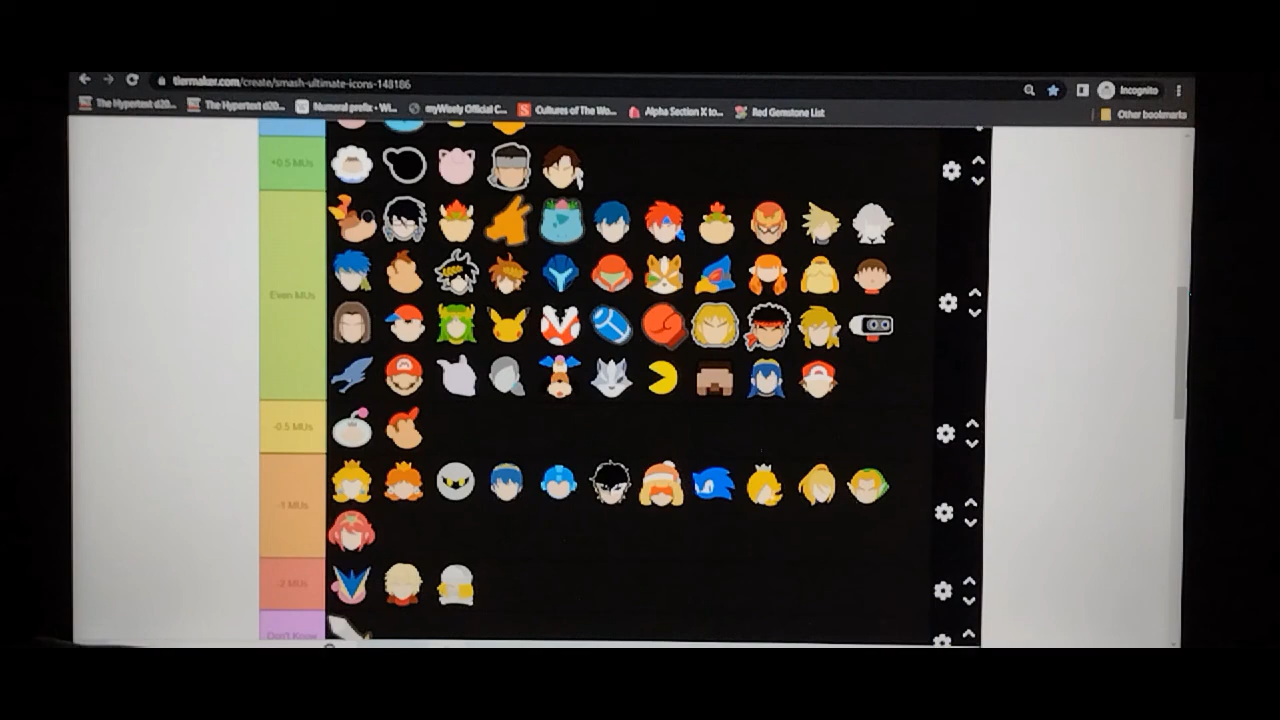 tiermaker.com/create/smash-ultimate-icons-148186
Incognito
The Hypertext d20...
The Hypertext d20...
Numeral prefix - Wi...
myWisely Official C...
Cultures of The Wo...
Alpha Section X to...
Red Gemstone List
Other bookmarks
+0.5 MUs
Even MUs
-0.5 MUs
-1 MUs
-2 MUs
Don't Know